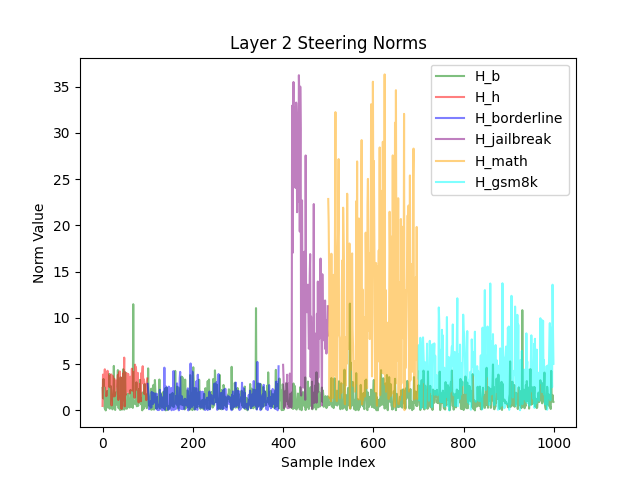 Layer 2 Steering Norms
Norm Value
35
30
25
20
15
10
5
0
H_b
H_h
H_borderline
H_jailbreak
H_math
H_gsm8k
0 200 400 600 800 1000
Sample Index